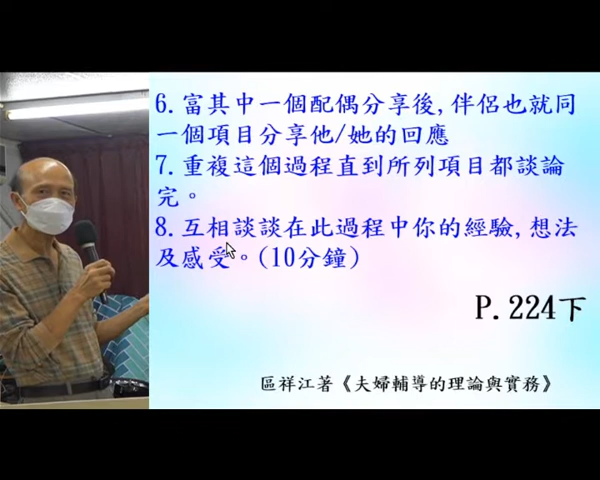 6.富其中一個配偶分享後,伴侶也就同
一個項目分享他/她的回應
7.重複這個過程直到所列項目都談論
完。
8.互相談談在此過程中你的經驗,想法
及感受。(10分鐘)
P.224下
區祥江著《夫婦輔導的理論與實務》